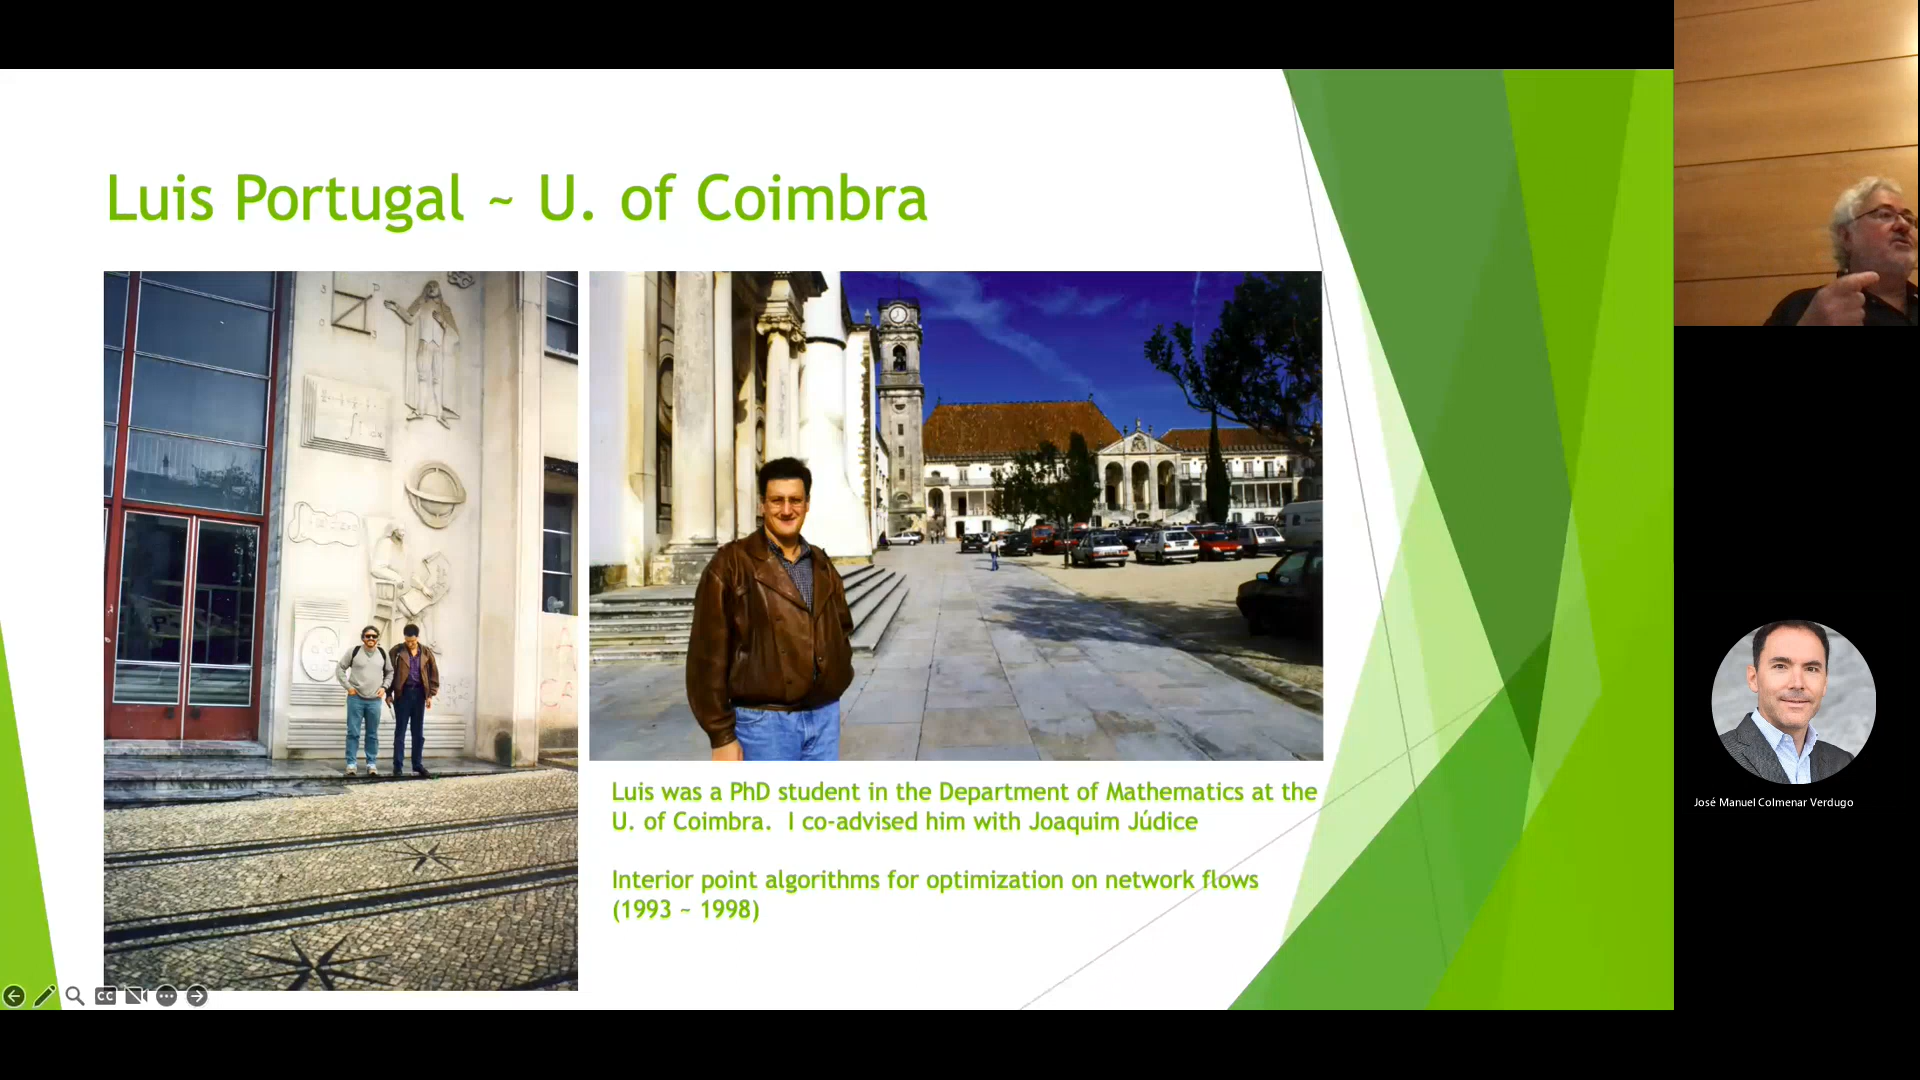 Luis Portugal ~ U. of Coimbra
Luis was a PhD student in the Department of Mathematics at the
U. of Coimbra.  I co-advised him with Joaquim Júdice
Interior point algorithms for optimization on network flows
(1993 ~ 1998)
CC
José Manuel Colmenar Verdugo